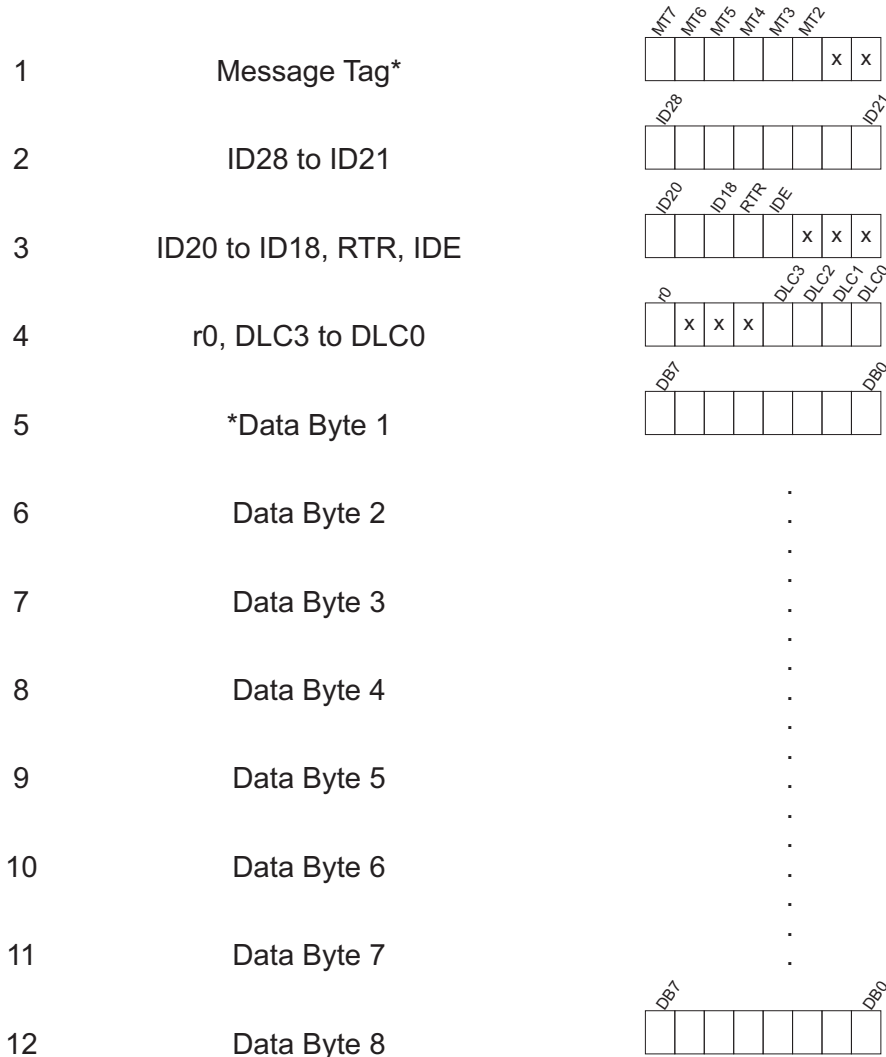 MT7 MT6 MT5 MT4 MT3 MT2
1 Message Tag* x x
ID28 ID21
2 ID28 to ID21
ID20 ID18 RTR IDE
3 ID20 to ID18, RTR, IDE x x x
r0 DLC3 DLC2 DLC1 DLC0
4 r0, DLC3 to DLC0 x x x
DB7 DB0
5 *Data Byte 1
6 Data Byte 2
7 Data Byte 3
8 Data Byte 4
9 Data Byte 5
10 Data Byte 6
11 Data Byte 7
DB7 DB0
12 Data Byte 8